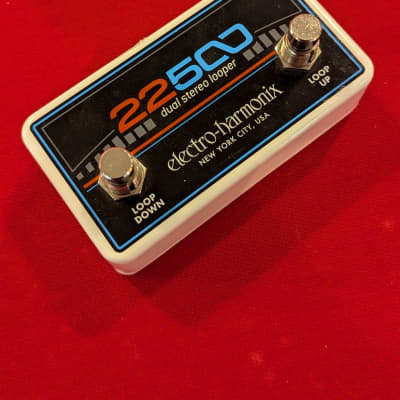 22500
dual stereo looper
electro-harmonix
NEW YORK CITY, USA
LOOP
UP
LOOP
DOWN